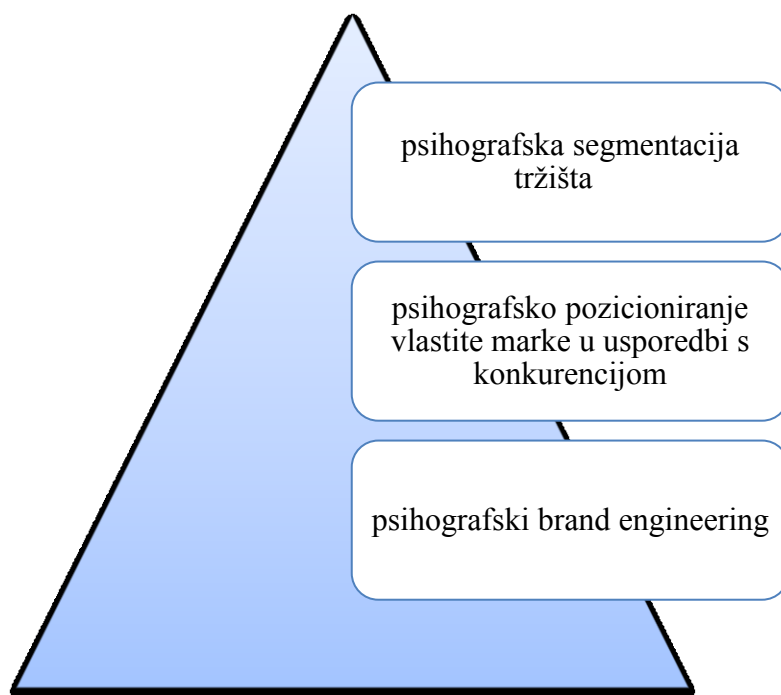 psihografska segmentacija
tržišta
psihografsko pozicioniranje
vlastite marke u usporedbi s
konkurencijom
psihografski brand engineering